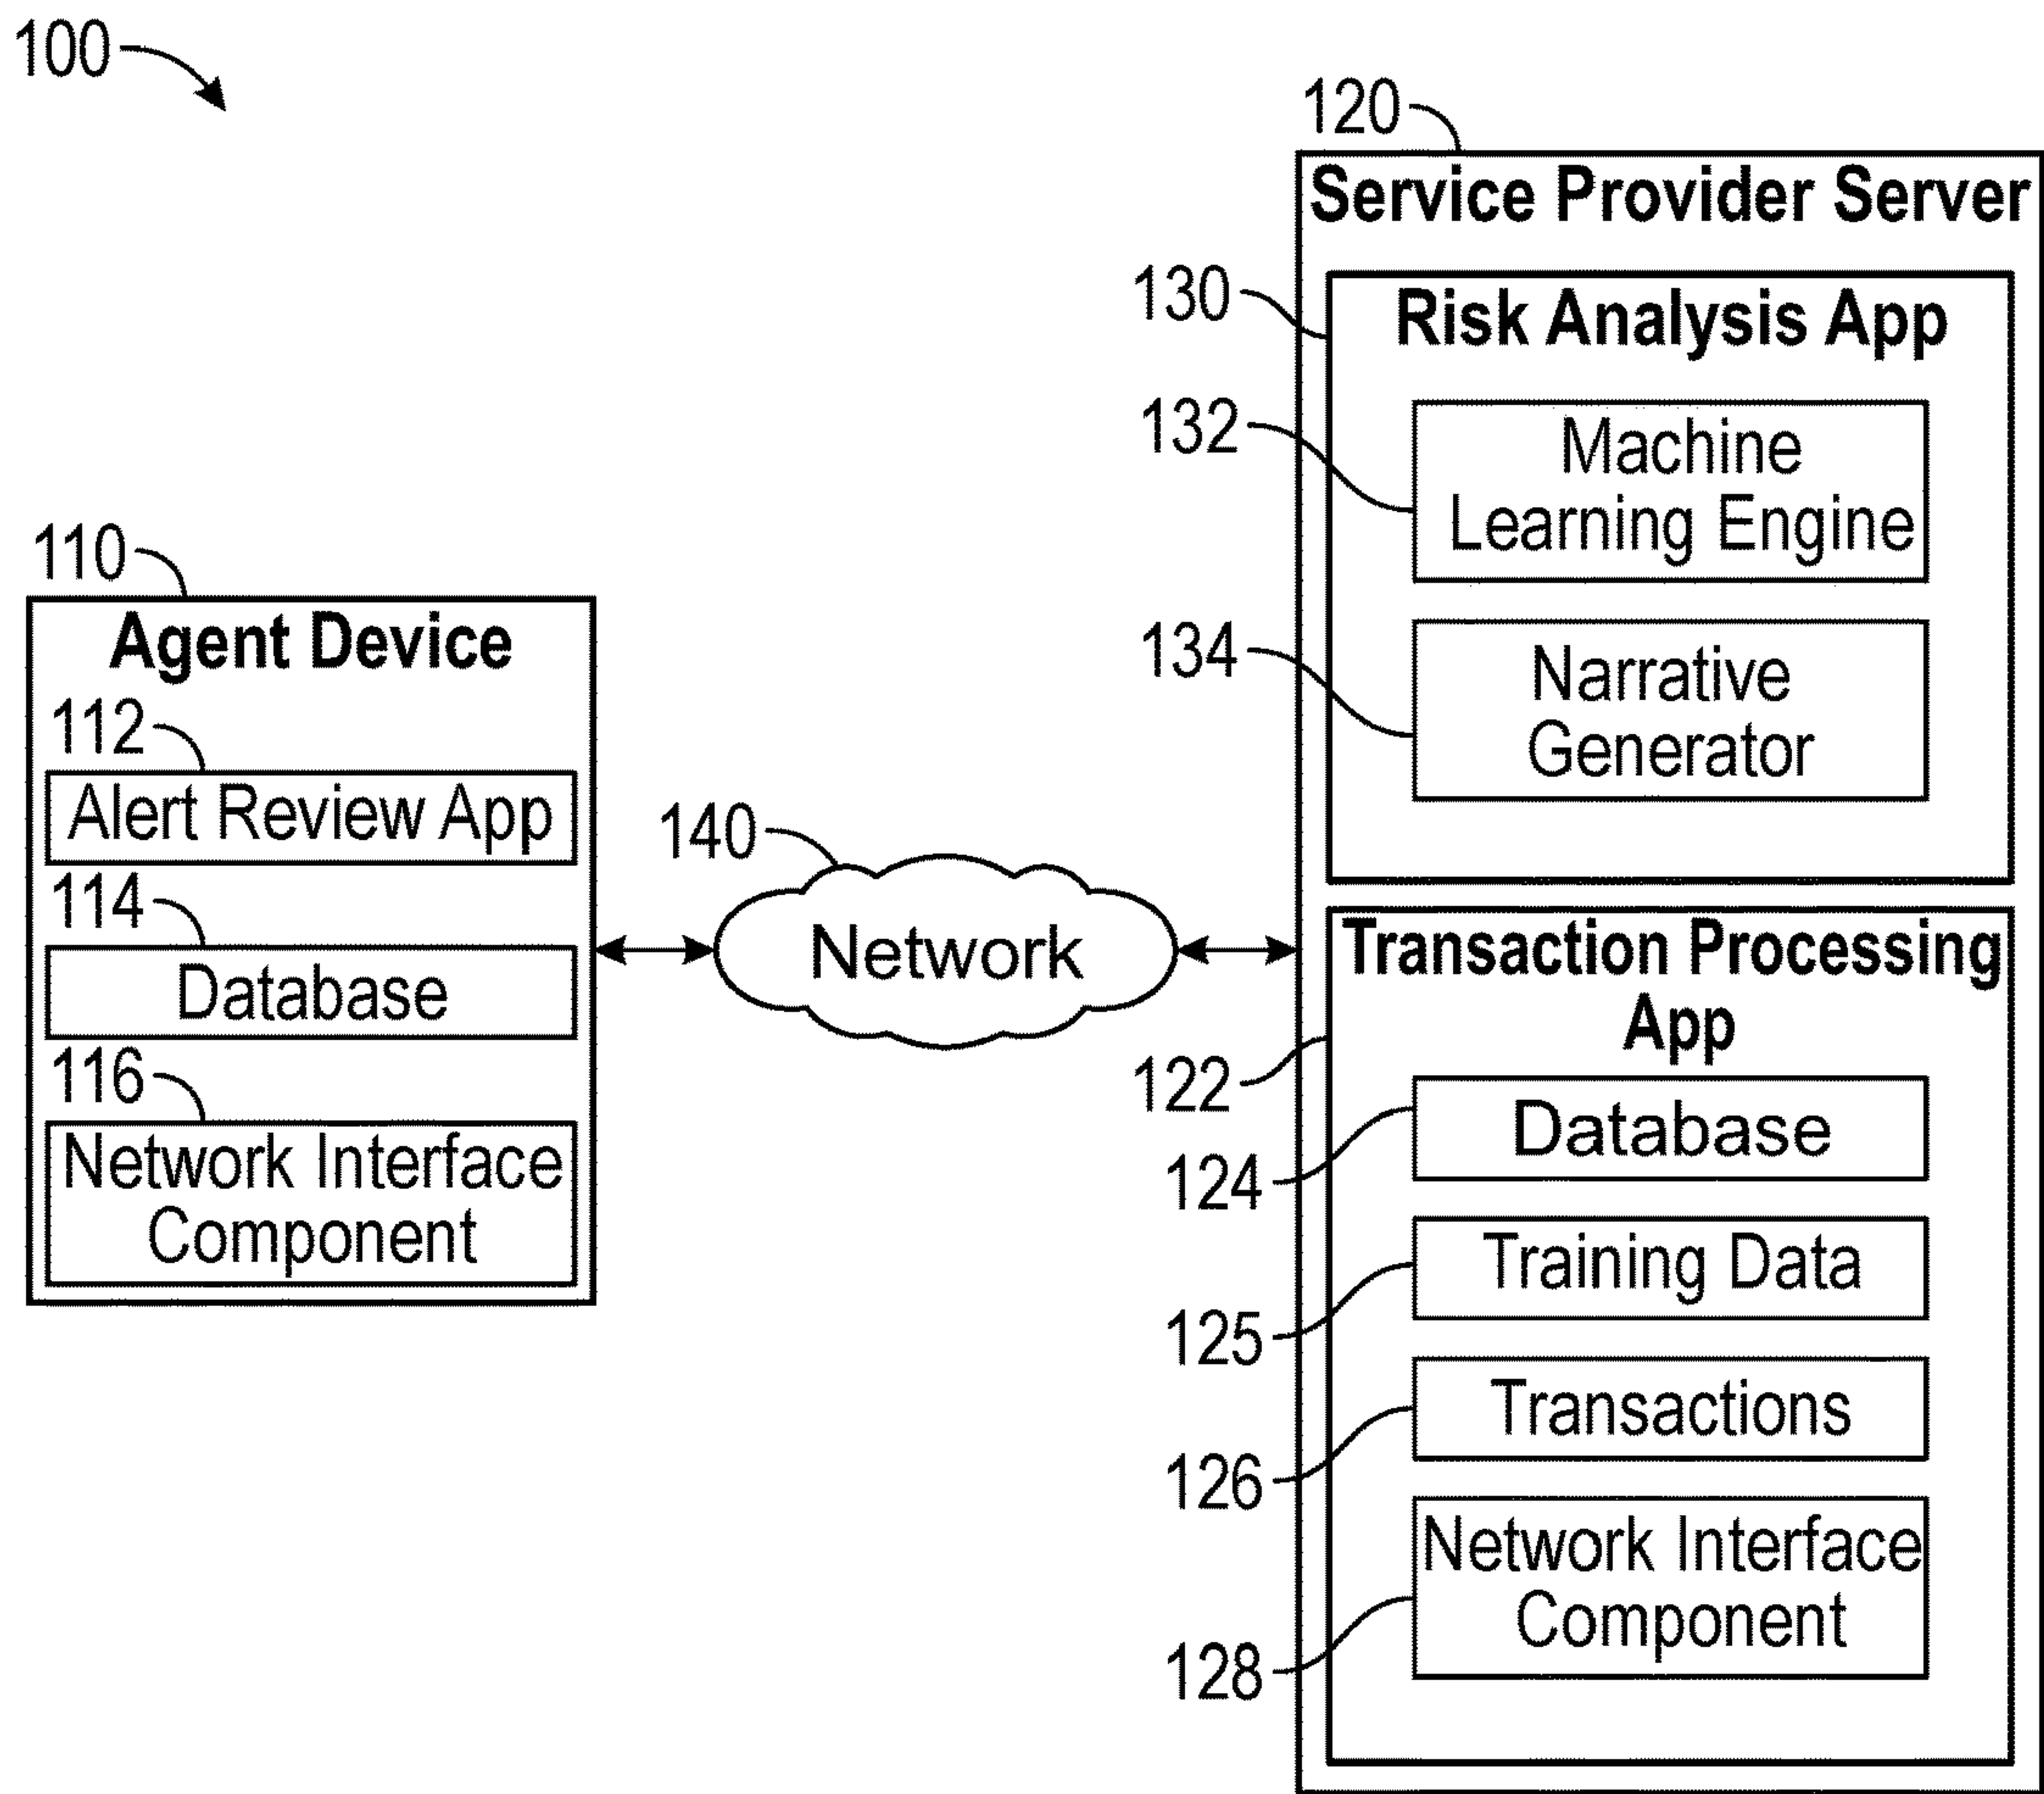 100
120
Service Provider Server
130
Risk Analysis App
132
Machine
Learning Engine
134
Narrative
Generator
110
Agent Device
112
Alert Review App
114
Database
116
Network Interface
Component
140
Network
122
Transaction Processing
App
124
Database
125
Training Data
126
Transactions
128
Network Interface
Component